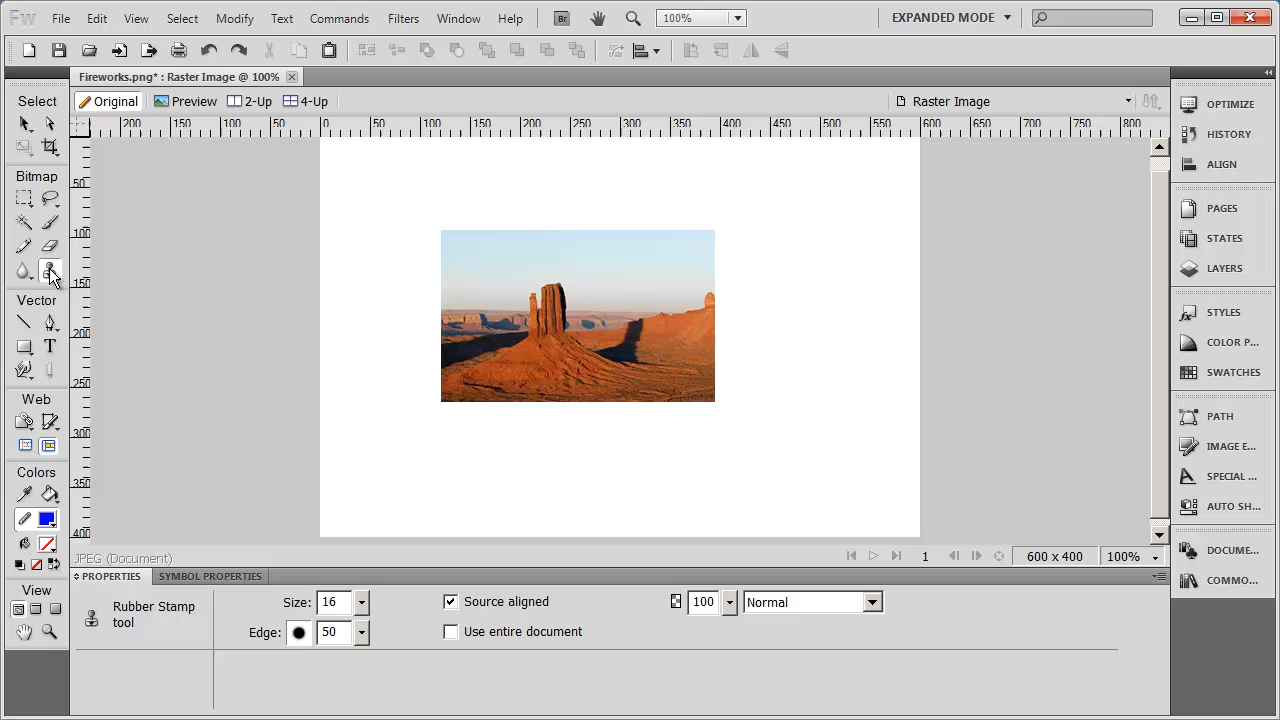 Fw File Edit View Select Modify Text Commands Filters Window Help Br 100% EXPANDED MODE
Fireworks.png* : Raster Image @ 100%
Original Preview 2-Up 4-Up Raster Image
200 150 100 50 0 50 100 150 200 250 300 350 400 450 500 550 600 650 700 750 800
50
100
150
200
250
300
350
400
Select
Bitmap
Vector
T
Web
Colors
View
OPTIMIZE
HISTORY
ALIGN
PAGES
STATES
LAYERS
STYLES
COLOR P...
SWATCHES
PATH
IMAGE E...
SPECIAL ...
AUTO SH...
DOCUME...
COMMO...
JPEG (Document) 1 600 x 400 100%
PROPERTIES SYMBOL PROPERTIES
Rubber Stamp
tool
Size: 16 Source aligned 100 Normal
Edge: 50 Use entire document